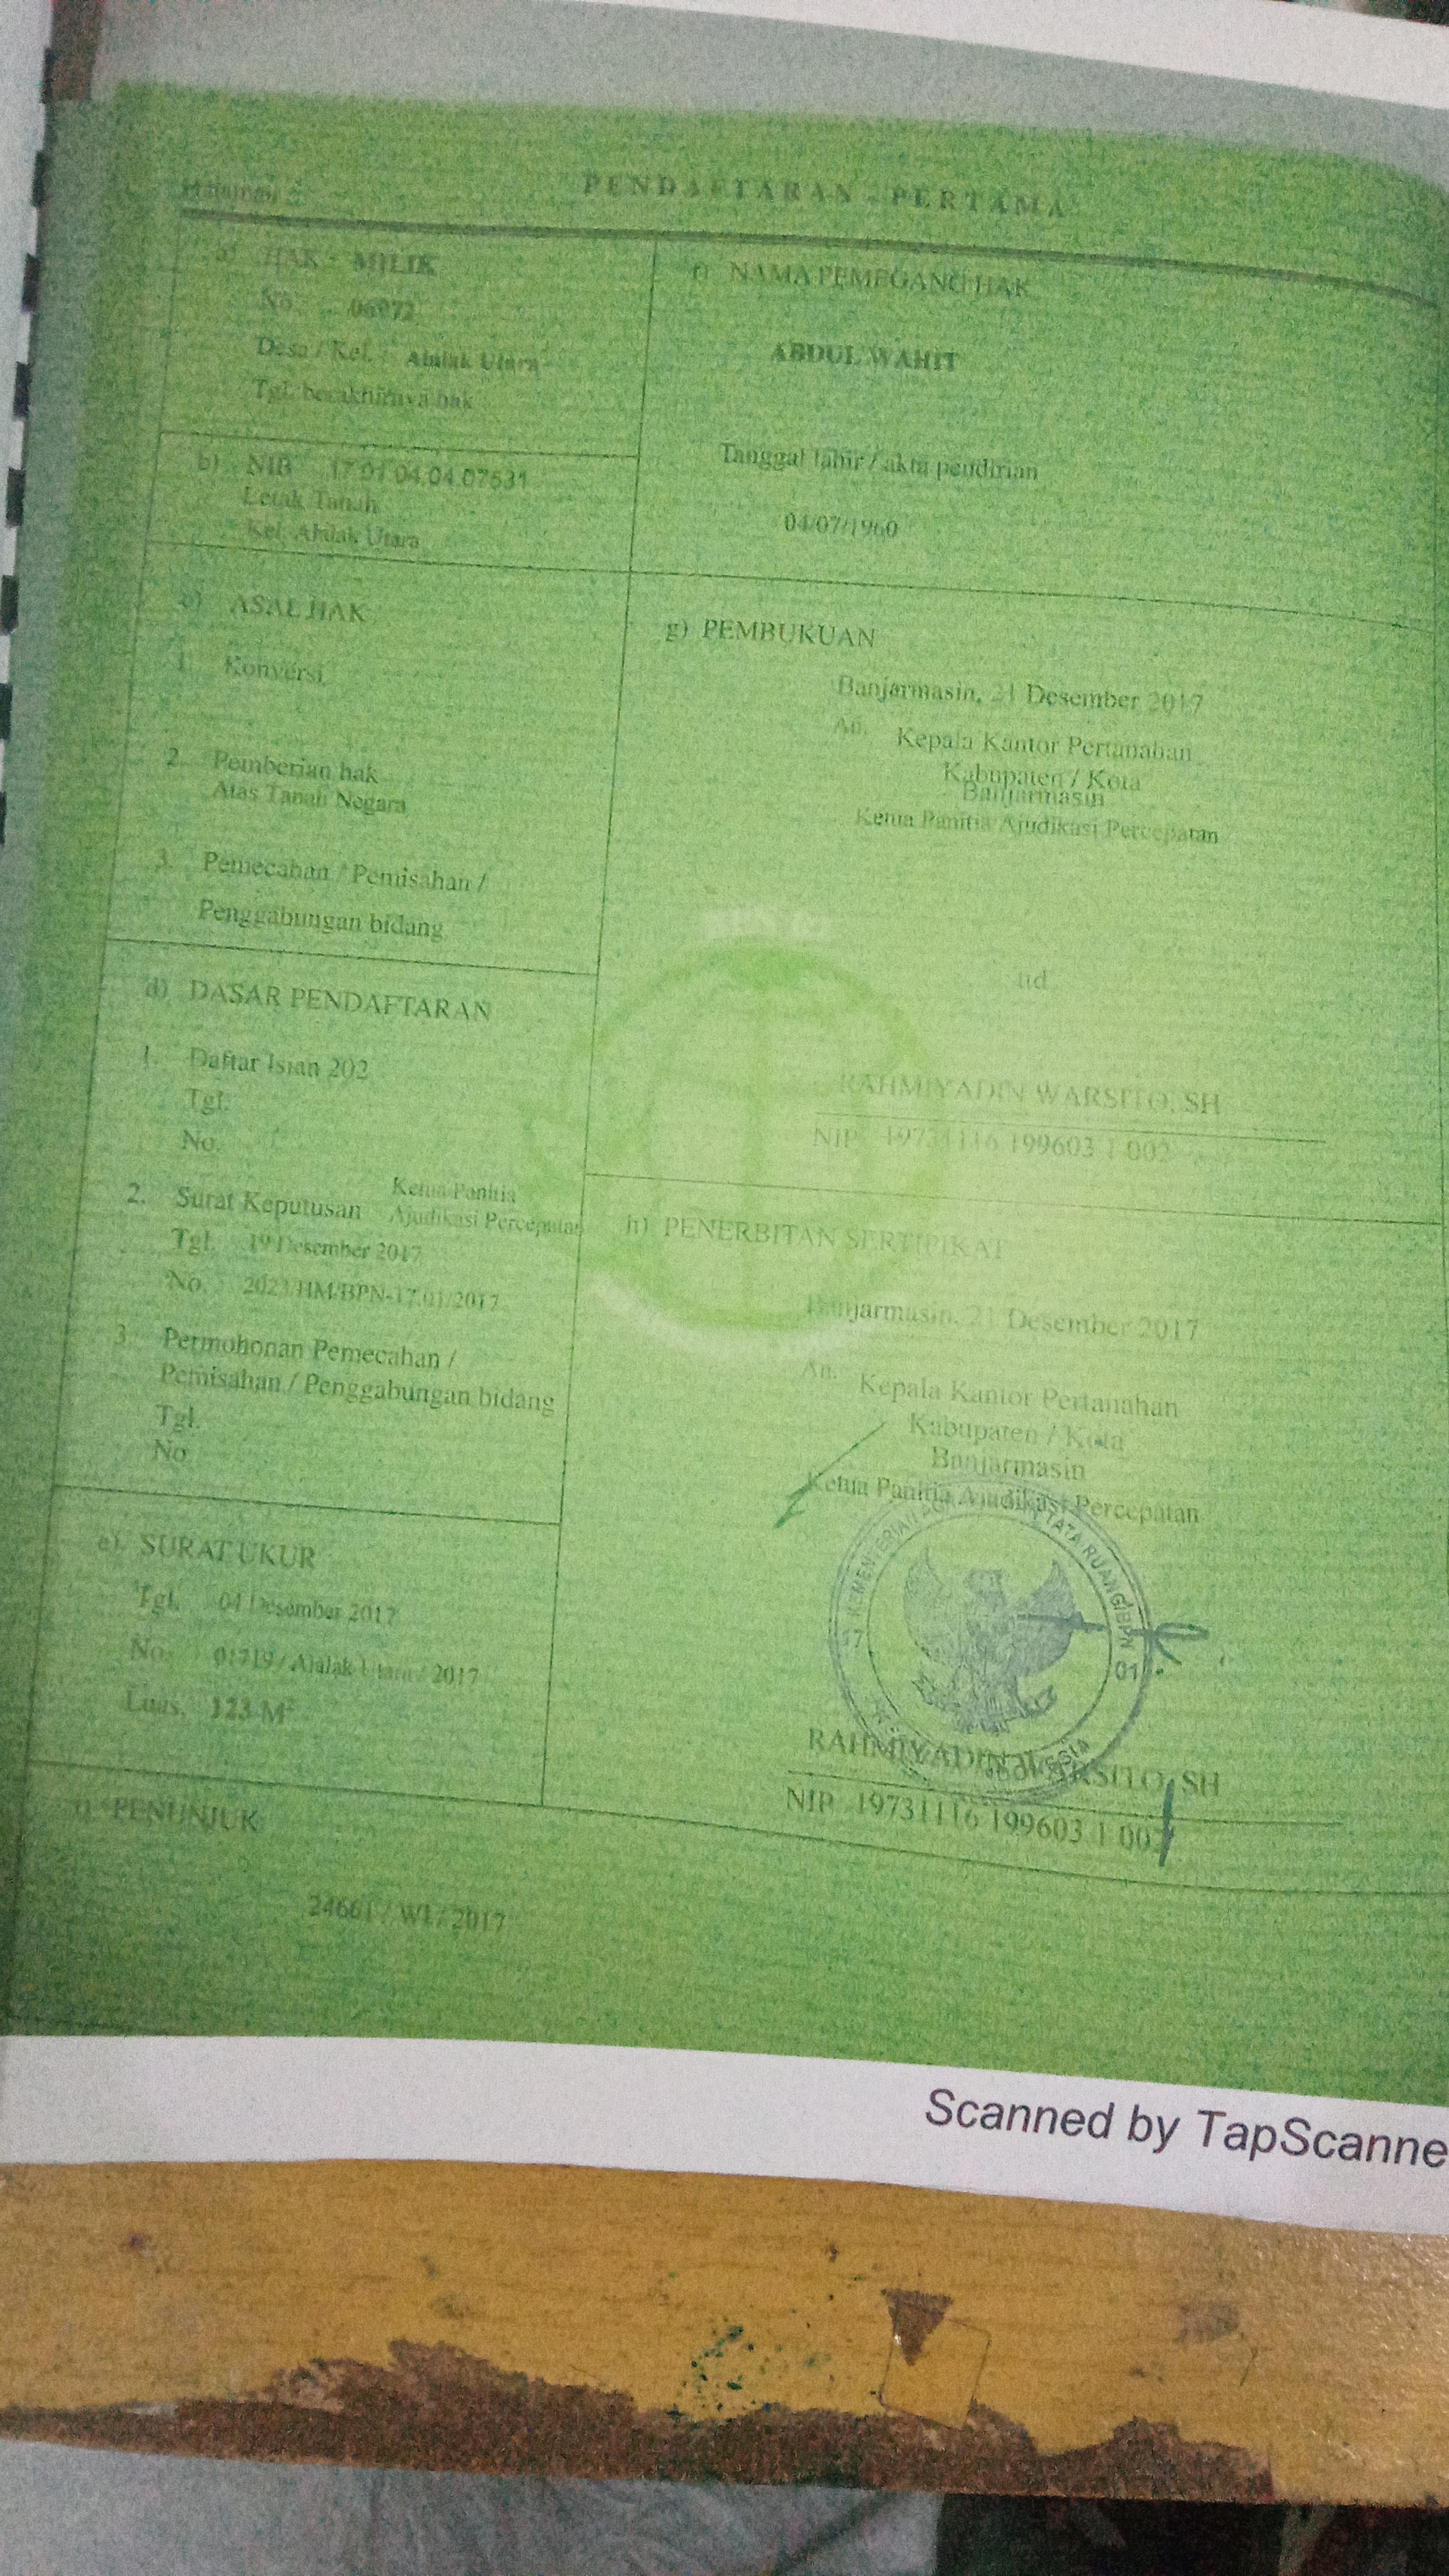 Halaman 2
PENDAFTARAN - PERTAMA
a) HAK : MILIK
No. 06972
Desa / Kel. : Alalak Utara
Tgl. berakhirnya hak
b) NIB 17.01.04.04.07631
Letak Tanah
Kel. Alalak Utara
c) ASAL HAK
1. Konversi
2. Pemberian hak
Atas Tanah Negara
3. Pemecahan / Pemisahan /
Penggabungan bidang
d) DASAR PENDAFTARAN
1. Daftar Isian 202
Tgl.
No.
2. Surat Keputusan Ketua Panitia
Ajudikasi Percepatan
Tgl. 19 Desember 2017
No. 2023/HM/BPN-17.01/2017
3. Permohonan Pemecahan /
Pemisahan / Penggabungan bidang
Tgl.
No
e) SURAT UKUR
Tgl. 04 Desember 2017
No. 01719 / Alalak Utara / 2017
Luas. 123 M²
f) NAMA PEMEGANG HAK
ABDUL WAHIT
Tanggal lahir / akta pendirian
04/07/1960
g) PEMBUKUAN
Banjarmasin, 21 Desember 2017
An. Kepala Kantor Pertanahan
Kabupaten / Kota
Banjarmasin
Ketua Panitia Ajudikasi Percepatan
ttd
RAHMIYADIN WARSITO, SH
NIP 19731116 199603 1 002
h) PENERBITAN SERTIPIKAT
Banjarmasin, 21 Desember 2017
An. Kepala Kantor Pertanahan
Kabupaten / Kota
Banjarmasin
Ketua Panitia Ajudikasi Percepatan
KEMENTERIAN TATA RUANG/BPN
17
01
INDONESIA
RAHMIYADIN WARSITO, SH
NIP 19731116 199603 1 002
i) PENUNJUK
24661 / WI / 2017
Scanned by TapScanne